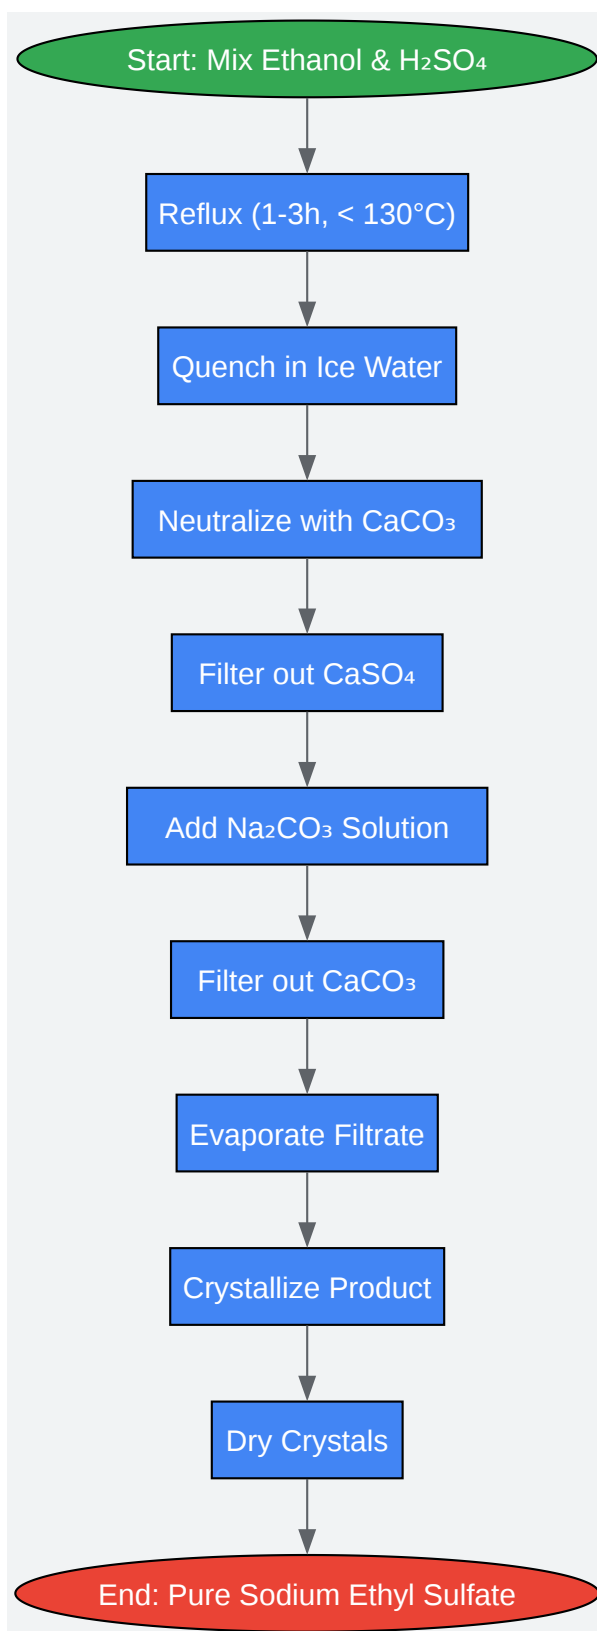 Start: Mix Ethanol & H₂SO₄
Reflux (1-3h, < 130°C)
Quench in Ice Water
Neutralize with CaCO₃
Filter out CaSO₄
Add Na₂CO₃ Solution
Filter out CaCO₃
Evaporate Filtrate
Crystallize Product
Dry Crystals
End: Pure Sodium Ethyl Sulfate